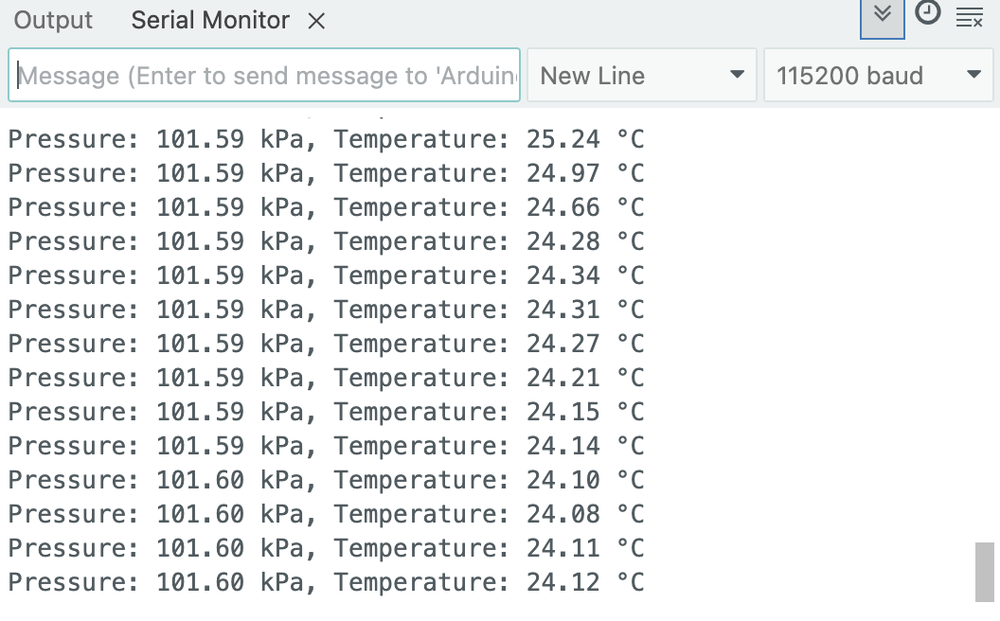 Output Serial Monitor
Message (Enter to send message to 'Arduin New Line 115200 baud
Pressure: 101.59 kPa, Temperature: 25.24 °C
Pressure: 101.59 kPa, Temperature: 24.97 °C
Pressure: 101.59 kPa, Temperature: 24.66 °C
Pressure: 101.59 kPa, Temperature: 24.28 °C
Pressure: 101.59 kPa, Temperature: 24.34 °C
Pressure: 101.59 kPa, Temperature: 24.31 °C
Pressure: 101.59 kPa, Temperature: 24.27 °C
Pressure: 101.59 kPa, Temperature: 24.21 °C
Pressure: 101.59 kPa, Temperature: 24.15 °C
Pressure: 101.59 kPa, Temperature: 24.14 °C
Pressure: 101.60 kPa, Temperature: 24.10 °C
Pressure: 101.60 kPa, Temperature: 24.08 °C
Pressure: 101.60 kPa, Temperature: 24.11 °C
Pressure: 101.60 kPa, Temperature: 24.12 °C